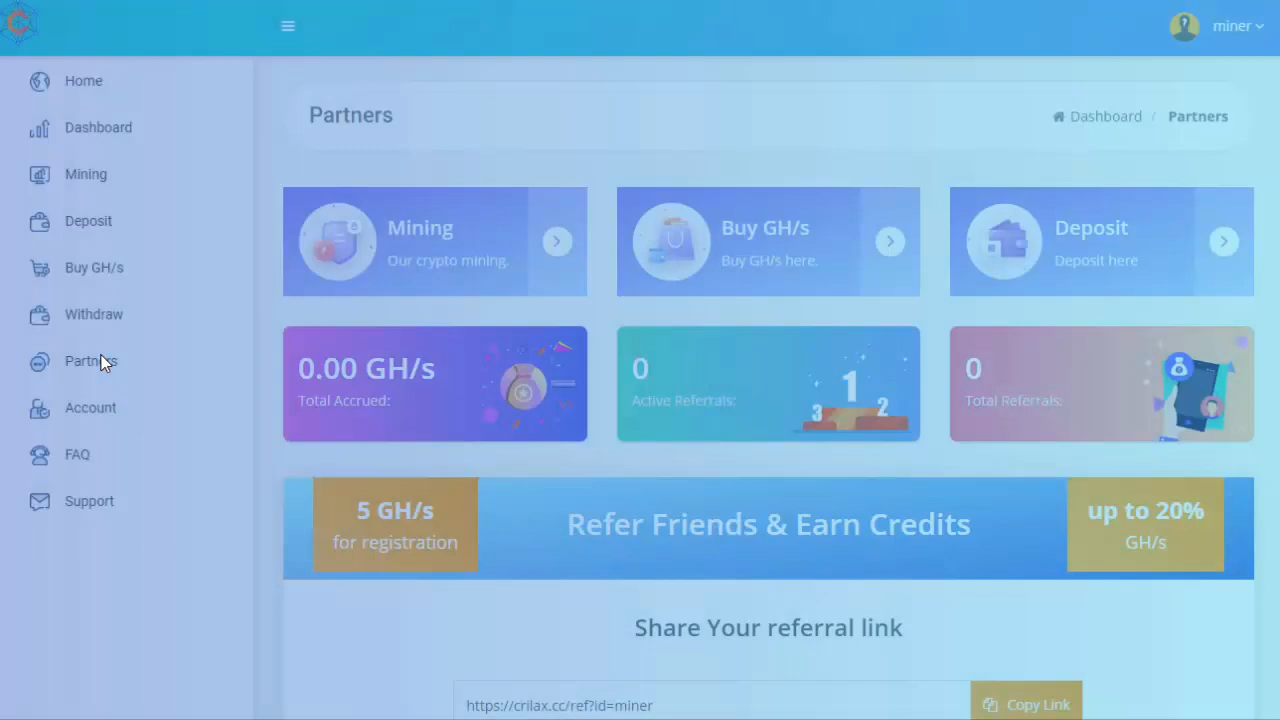 miner
Home
Dashboard
Mining
Deposit
Buy GH/s
Withdraw
Partners
Account
FAQ
Support
Partners
Dashboard / Partners
Mining
Our crypto mining.
Buy GH/s
Buy GH/s here.
Deposit
Deposit here
0.00 GH/s
Total Accrued:
0
Active Referrals:
1
2
3
0
Total Referrals:
5 GH/s
for registration
Refer Friends & Earn Credits
up to 20%
GH/s
Share Your referral link
https://crilax.cc/ref?id=miner
Copy Link